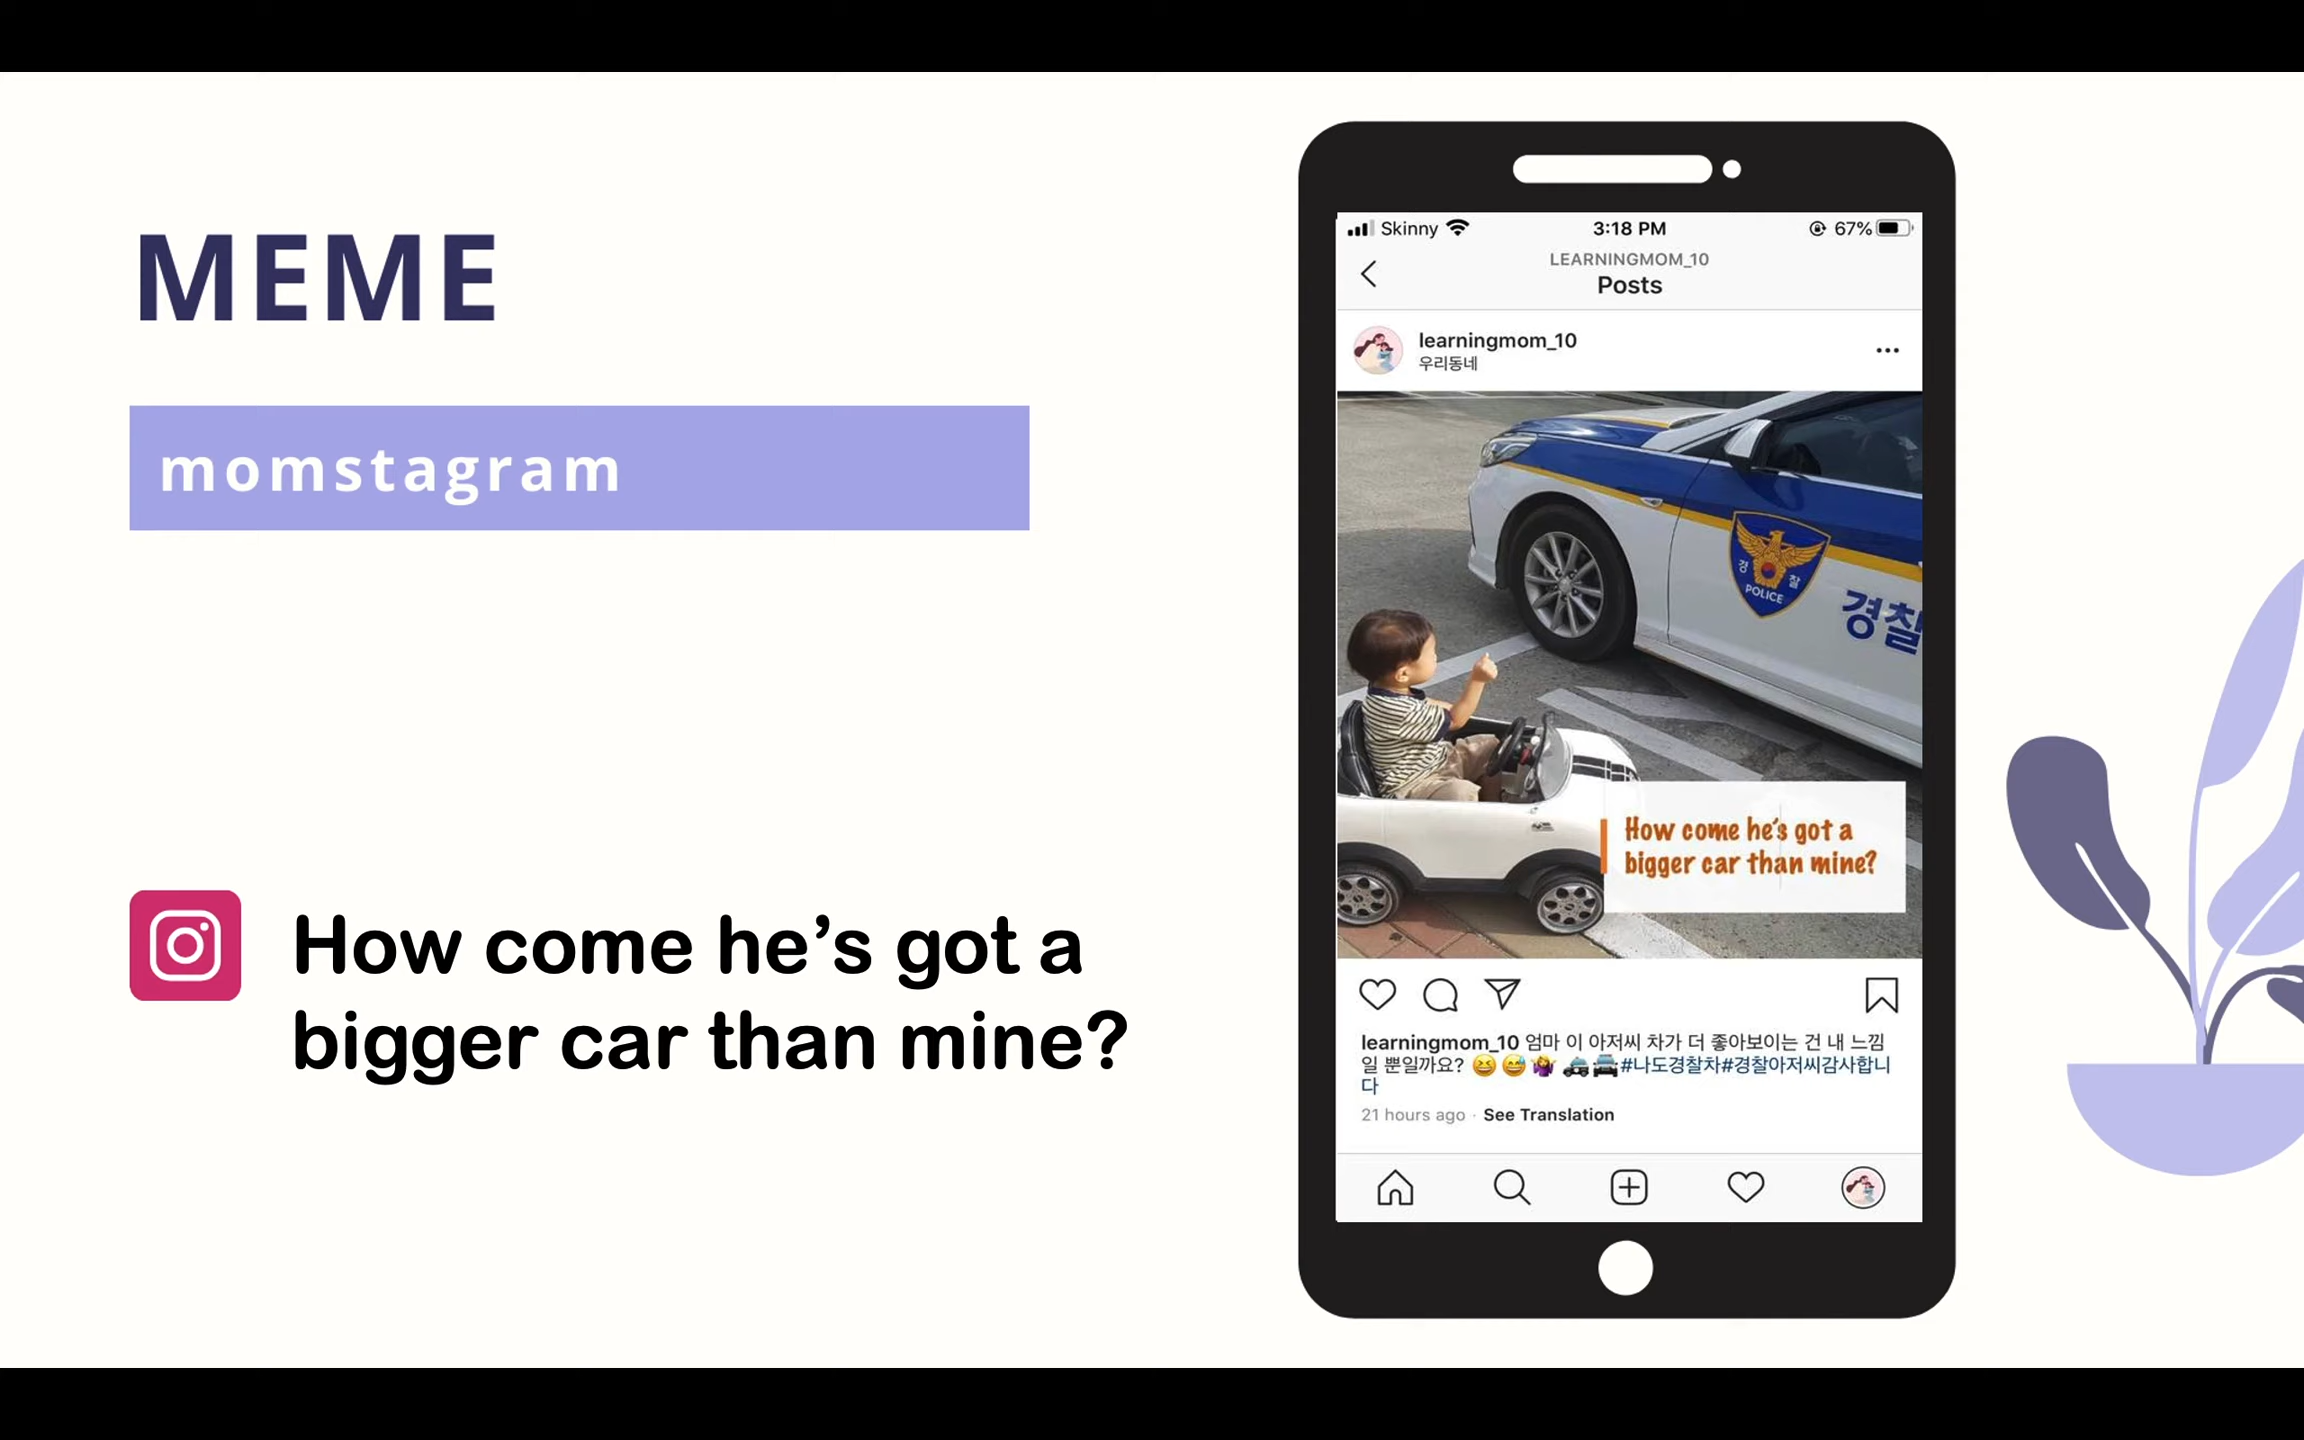 MEME
momstagram
How come he's got a
bigger car than mine?
Skinny
3:18 PM
67%
LEARNINGMOM_10
Posts
learningmom_10
우리동네
경 찰
POLICE
경찰
How come he's got a
bigger car than mine?
learningmom_10 엄마 이 아저씨 차가 더 좋아보이는 건 내 느낌
일 뿐일까요? 😆😅🤷‍♀️🚓🚔#나도경찰차#경찰아저씨감사합니
다
21 hours ago · See Translation